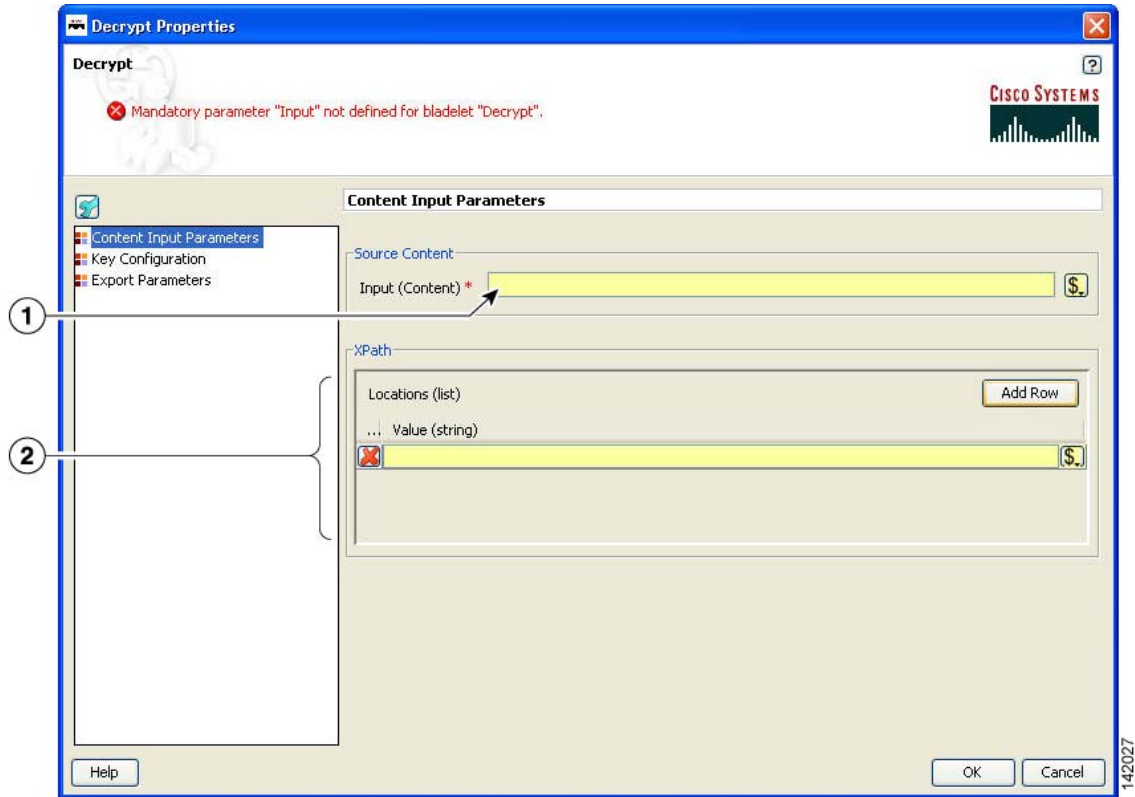 Decrypt Properties
Decrypt
?
Mandatory parameter "Input" not defined for bladelet "Decrypt".
CISCO SYSTEMS
Content Input Parameters
Content Input Parameters
Key Configuration
Export Parameters
Source Content
Input (Content) *
$
1
XPath
Locations (list)
Add Row
... Value (string)
2
$
Help
OK
Cancel
142027